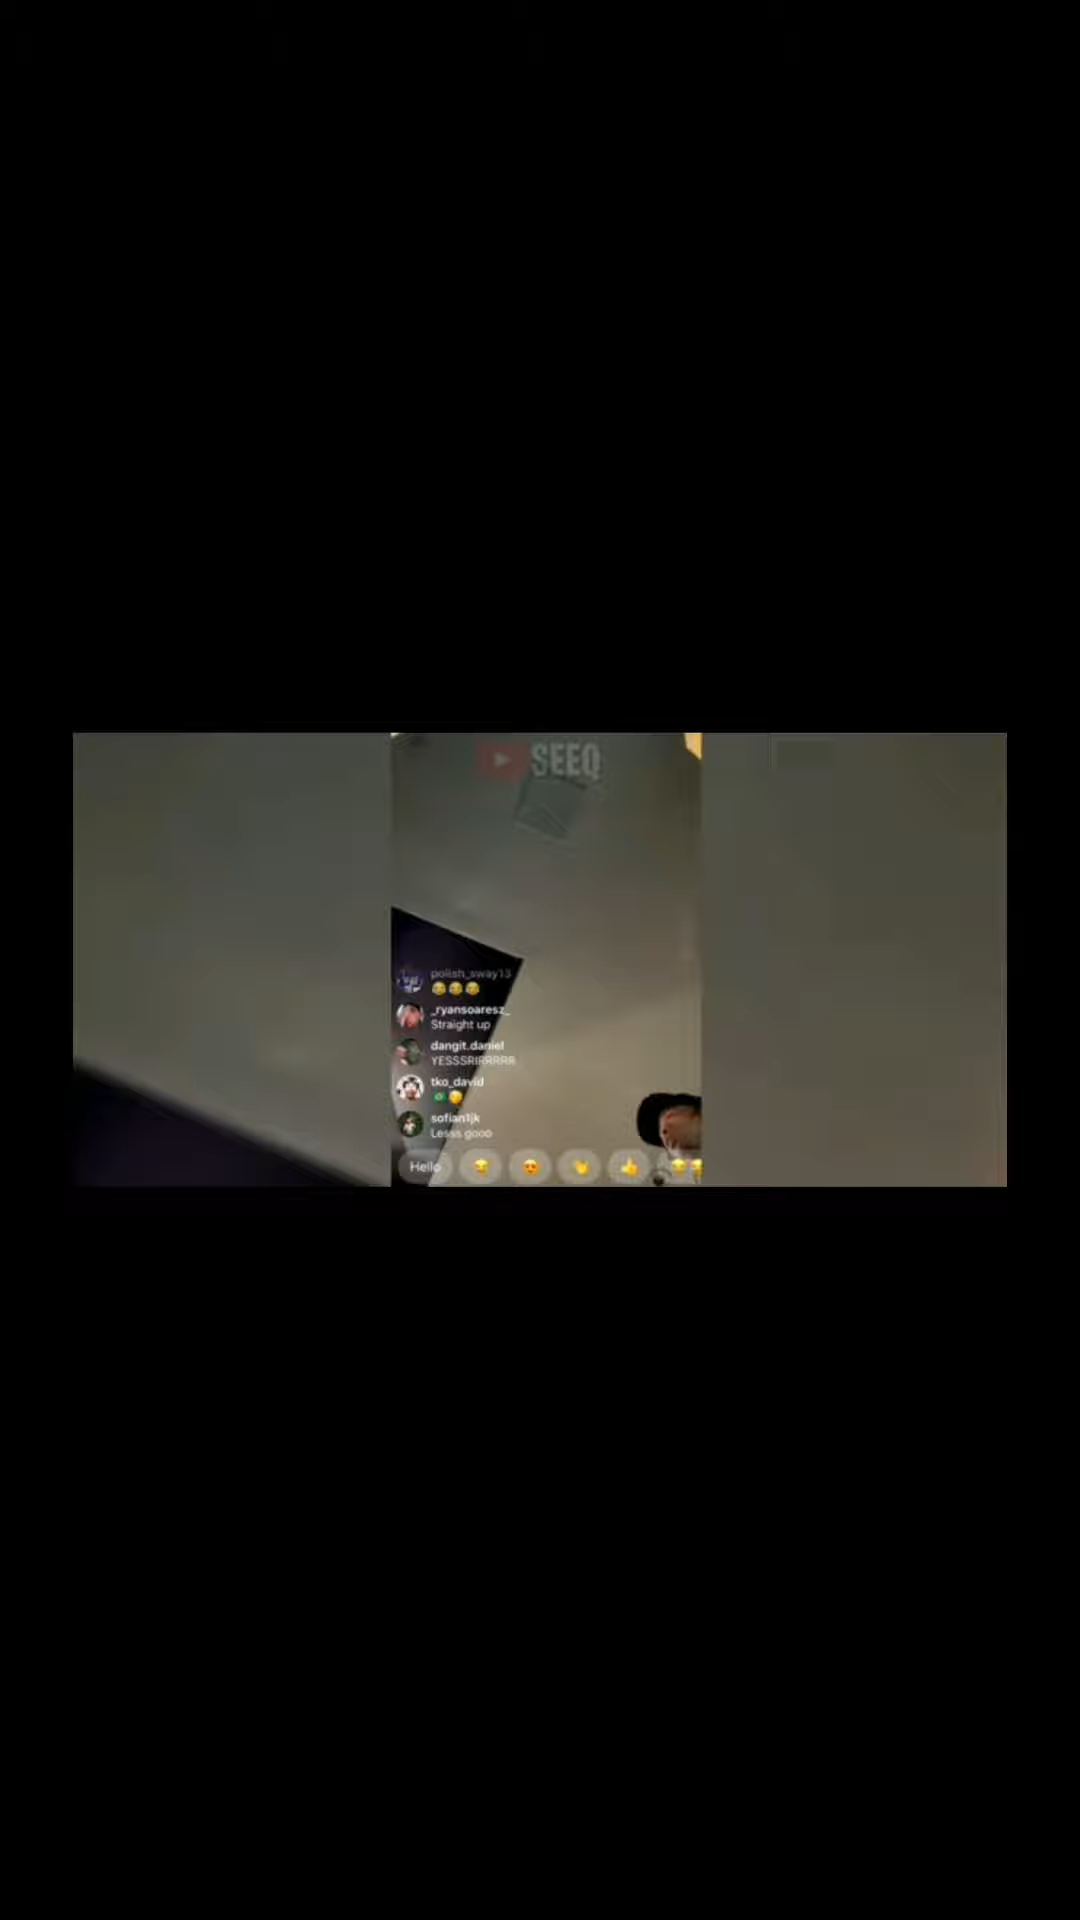 SEEQ
polish_sway13
😂😂😂
_ryansoaresz_
Straight up
dangit.daniel
YESSSRIRRRRR
tko_david
sofian1jk
Lesss gooo
Hello